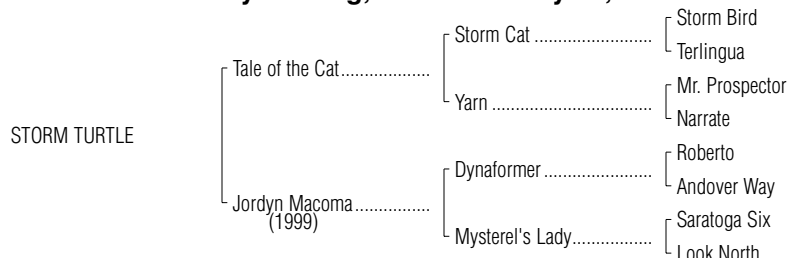 Storm Bird
Storm Cat ....................
Terlingua
Tale of the Cat...................
Mr. Prospector
Yarn ...............................
Narrate
STORM TURTLE
Roberto
Dynaformer ..................
Andover Way
Jordyn Macoma................
(1999)
Saratoga Six
Mysterel's Lady................
Look North